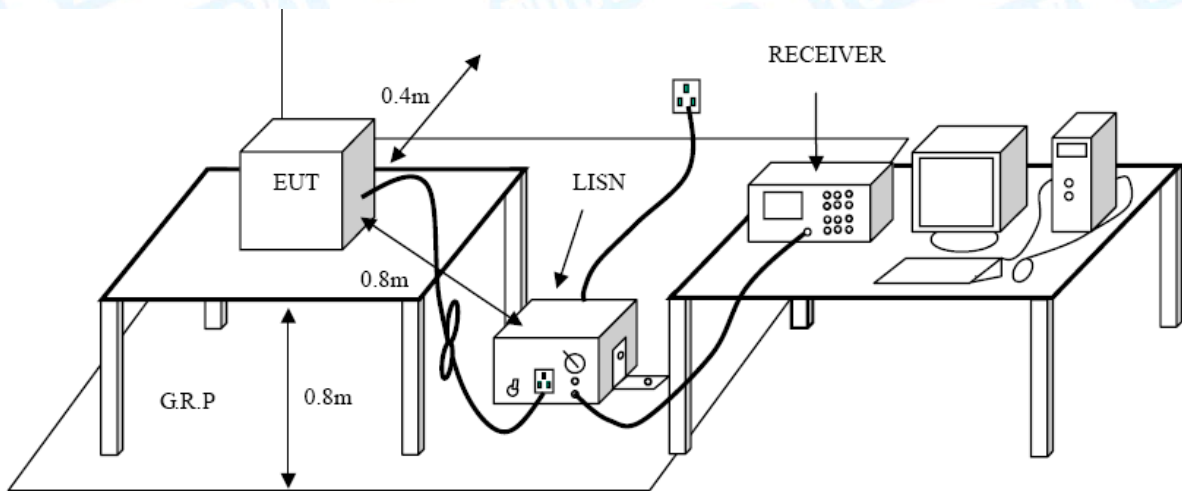 RECEIVER
0.4m
EUT
LISN
0.8m
G.R.P
0.8m